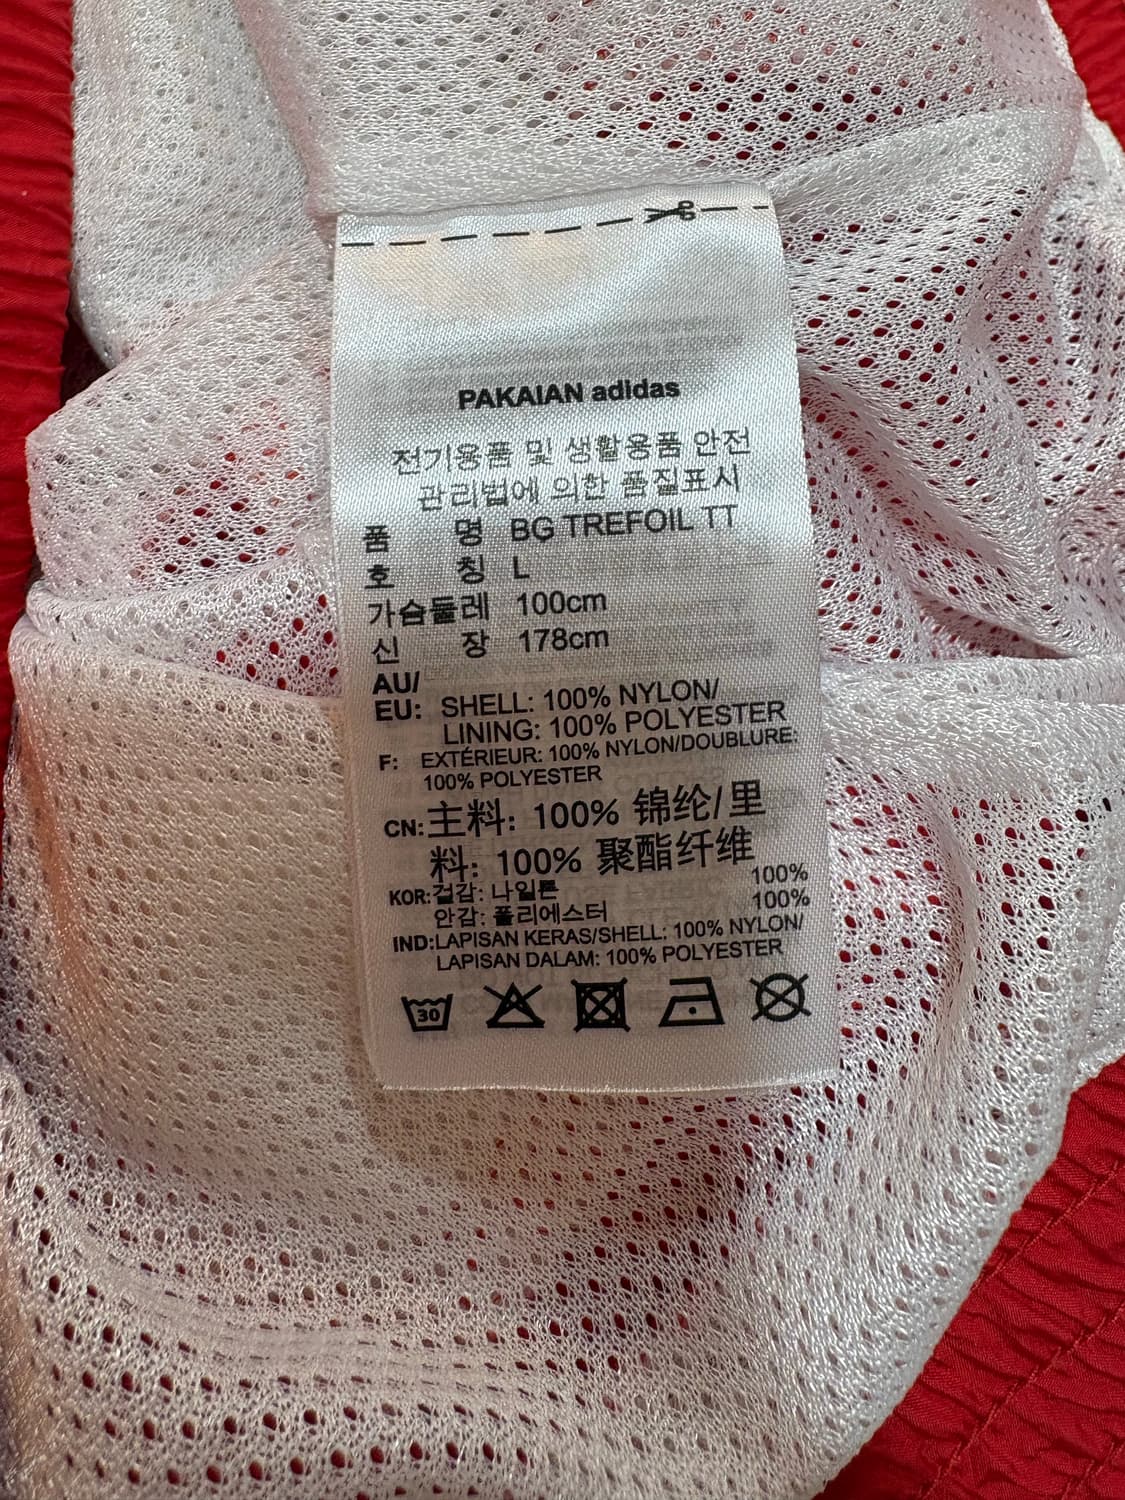 PAKAIAN adidas
전기용품 및 생활용품 안전
관리법에 의한 품질표시
품 명 BG TREFOIL TT
호 칭 L
가슴둘레 100cm
신 장 178cm
AU/
EU: SHELL: 100% NYLON/
LINING: 100% POLYESTER
F: EXTÉRIEUR: 100% NYLON/DOUBLURE:
100% POLYESTER
CN: 主料: 100% 锦纶/里
料: 100% 聚酯纤维
KOR: 겉감: 나일론 100%
안감: 폴리에스터 100%
IND: LAPISAN KERAS/SHELL: 100% NYLON/
LAPISAN DALAM: 100% POLYESTER
30